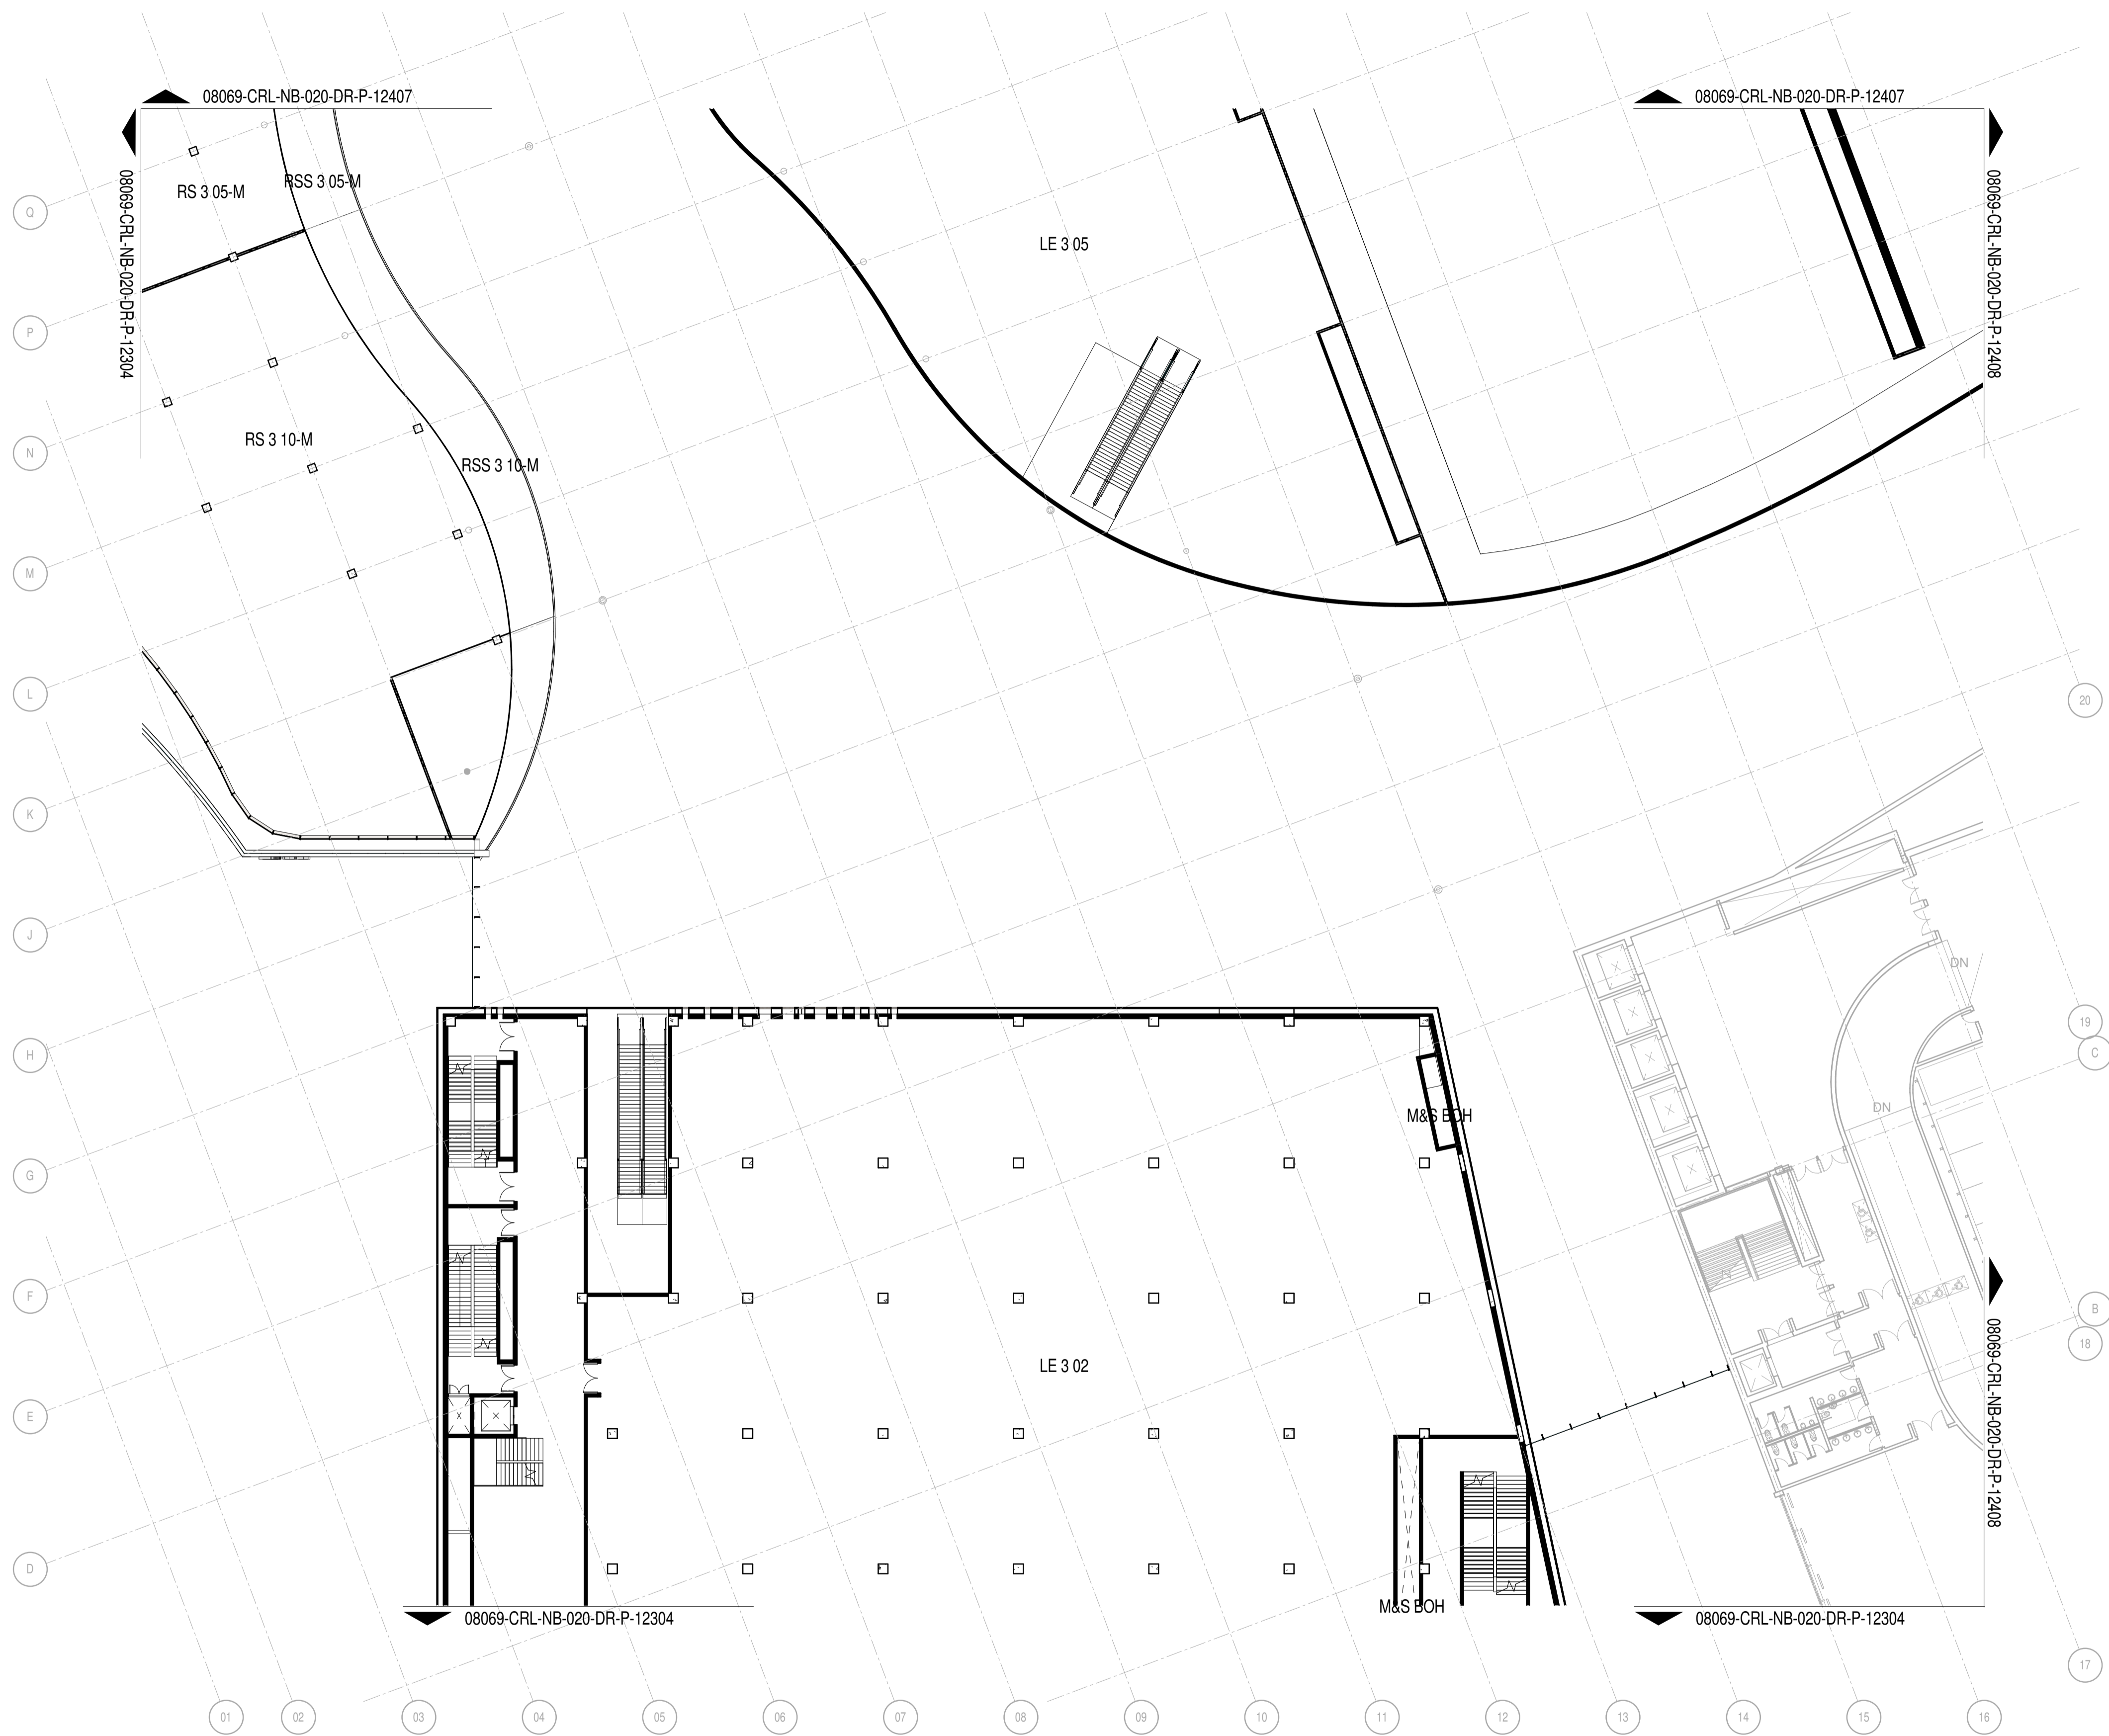 08069-CRL-NB-020-DR-P-12407
08069-CRL-NB-020-DR-P-12407
08069-CRL-NB-020-DR-P-12304
08069-CRL-NB-020-DR-P-12408
RS 3 05-M
RSS 3 05-M
LE 3 05
RS 3 10-M
RSS 3 10-M
Q
P
N
M
L
K
J
H
G
F
E
D
20
19
C
B
18
17
DN
DN
M&S BOH
LE 3 02
M&S BOH
08069-CRL-NB-020-DR-P-12408
08069-CRL-NB-020-DR-P-12304
08069-CRL-NB-020-DR-P-12304
01
02
03
04
05
06
07
08
09
10
11
12
13
14
15
16